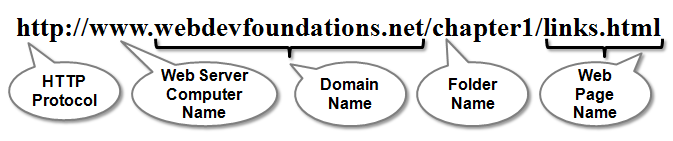 http://www.webdevfoundations.net/chapter1/links.html
HTTP
Protocol
Web Server
Computer
Name
Domain
Name
Folder
Name
Web
Page
Name